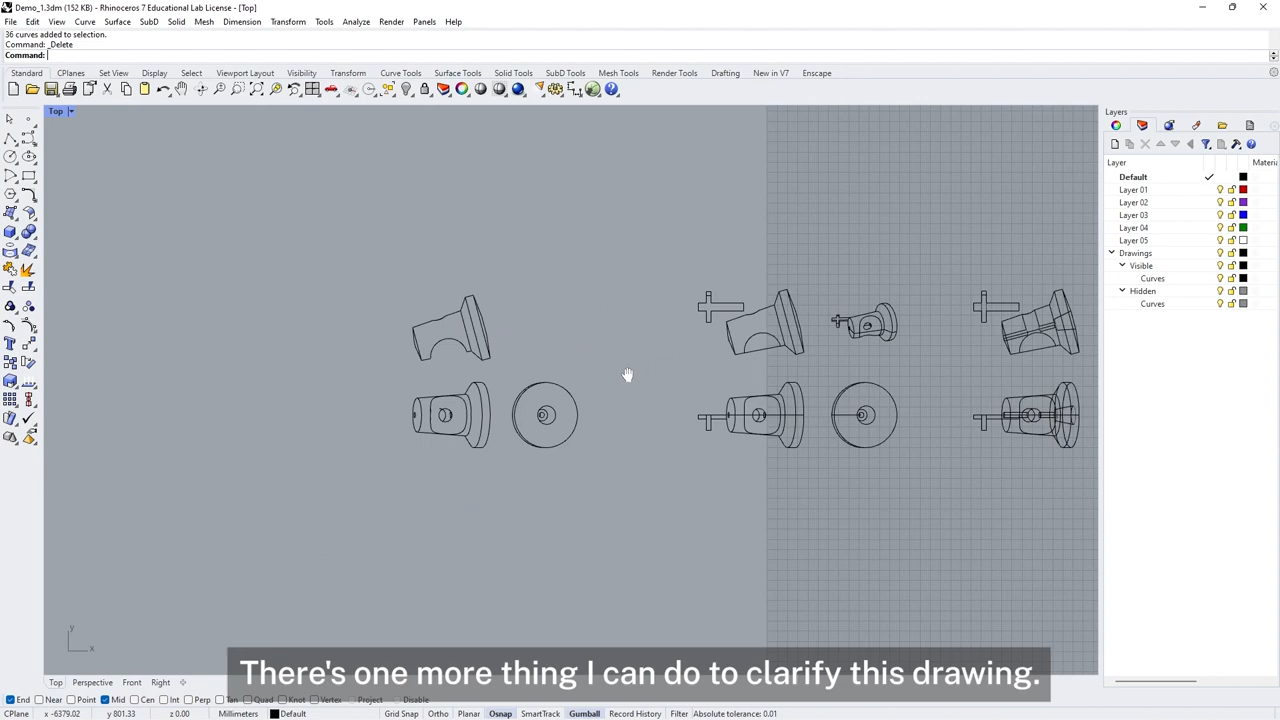 Demo_1.3dm (152 KB) - Rhinoceros 7 Educational Lab License - [Top]
File Edit View Curve Surface SubD Solid Mesh Dimension Transform Tools Analyze Render Panels Help
36 curves added to selection.
Command: _Delete
Command:
Standard CPlanes Set View Display Select Viewport Layout Visibility Transform Curve Tools Surface Tools Solid Tools SubD Tools Mesh Tools Render Tools Drafting New in V7 Enscape
Top
Layers
Layer Materi
Default
Layer 01
Layer 02
Layer 03
Layer 04
Layer 05
Drawings
Visible
Curves
Hidden
Curves
y
x
There's one more thing I can do to clarify this drawing.
Top Perspective Front Right
End Near Point Mid Cen Int Perp Tan Quad Knot Vertex Project Disable
CPlane x -6379.02 y 801.33 z 0.00 Millimeters Default Grid Snap Ortho Planar Osnap SmartTrack Gumball Record History Filter Absolute tolerance: 0.01